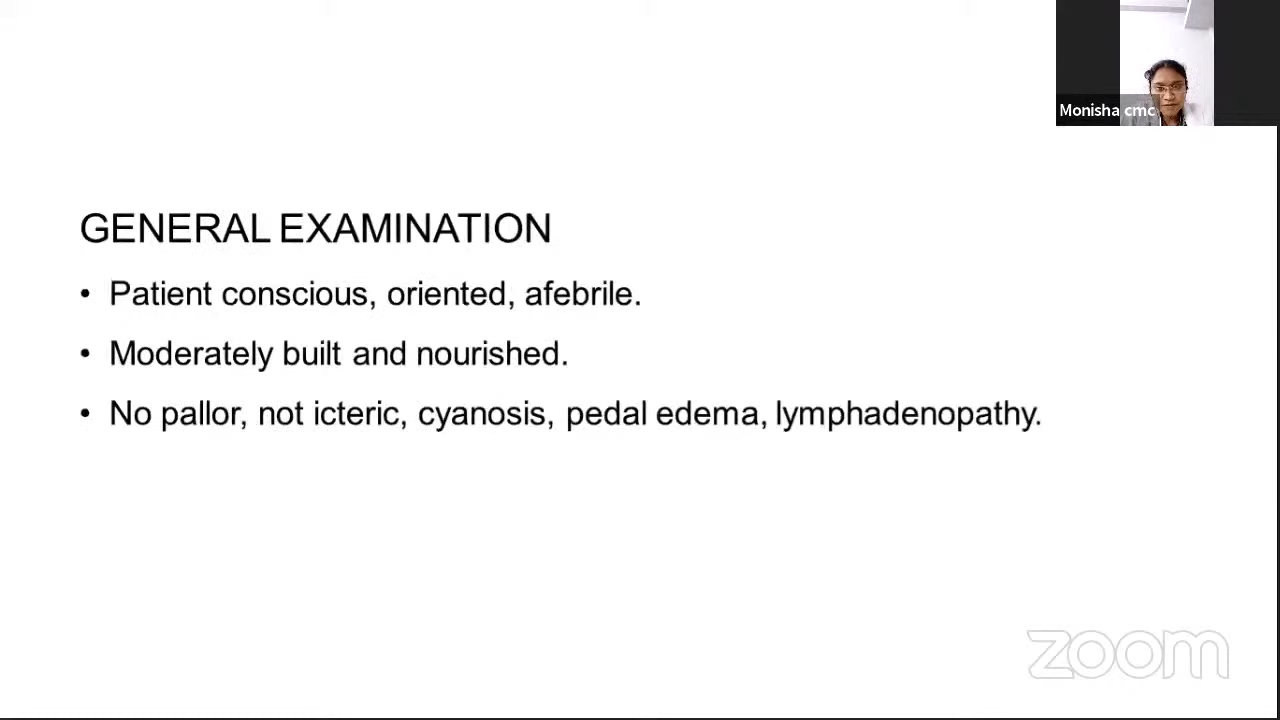 Monisha cmc
GENERAL EXAMINATION
• Patient conscious, oriented, afebrile.
• Moderately built and nourished.
• No pallor, not icteric, cyanosis, pedal edema, lymphadenopathy.
zoom